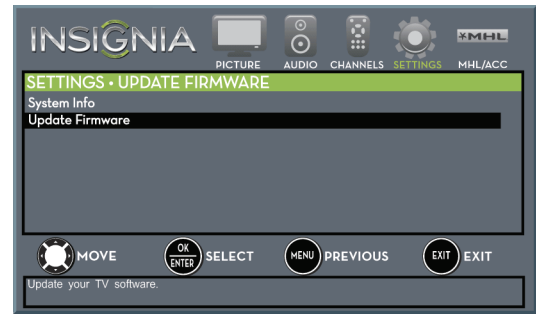 INSIGNIA
PICTURE AUDIO CHANNELS SETTINGS MHL/ACC
MHL
SETTINGS • UPDATE FIRMWARE
System Info
Update Firmware
MOVE OK ENTER SELECT MENU PREVIOUS EXIT EXIT
Update your TV software.